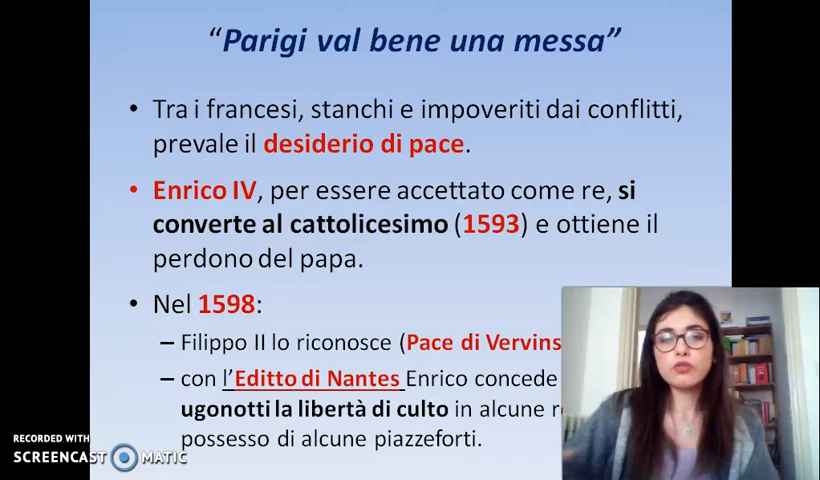 “Parigi val bene una messa”
• Tra i francesi, stanchi e impoveriti dai conflitti,
prevale il desiderio di pace.
• Enrico IV, per essere accettato come re, si
converte al cattolicesimo (1593) e ottiene il
perdono del papa.
• Nel 1598:
– Filippo II lo riconosce (Pace di Vervins
– con l’Editto di Nantes Enrico concede
ugonotti la libertà di culto in alcune
possesso di alcune piazzeforti.
RECORDED WITH
SCREENCAST MATIC